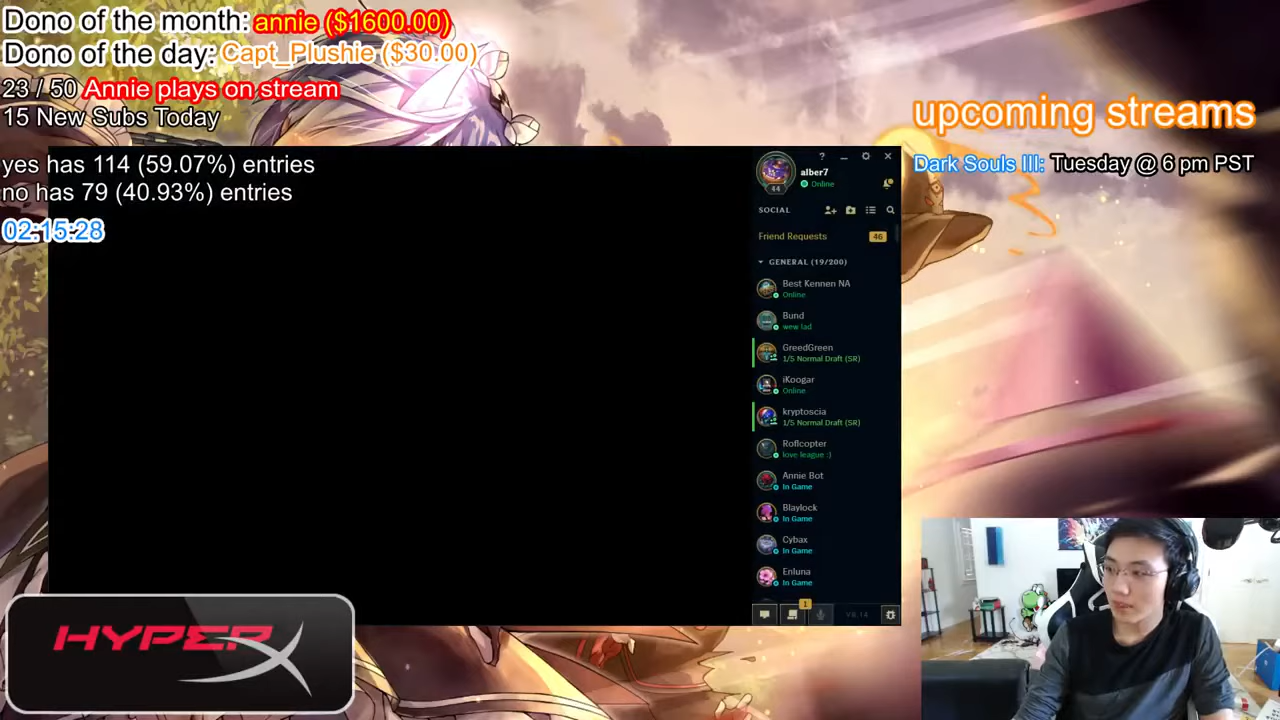 Dono of the month: annie ($1600.00)
Dono of the day: Capt_Plushie ($30.00)
23 / 50 Annie plays on stream
15 New Subs Today
yes has 114 (59.07%) entries
no has 79 (40.93%) entries
02:15:28
upcoming streams
Dark Souls III: Tuesday @ 6 pm PST
?
44
alber7
Online
SOCIAL
Friend Requests 46
GENERAL (19/200)
Best Kennen NA
Online
Bund
wew lad
GreedGreen
1/5 Normal Draft (SR)
iKoogar
Online
kryptoscia
1/5 Normal Draft (SR)
Roflcopter
love league :)
Annie Bot
In Game
Blaylock
In Game
Cybax
In Game
Enluna
In Game
1
V8.14
HYPERX